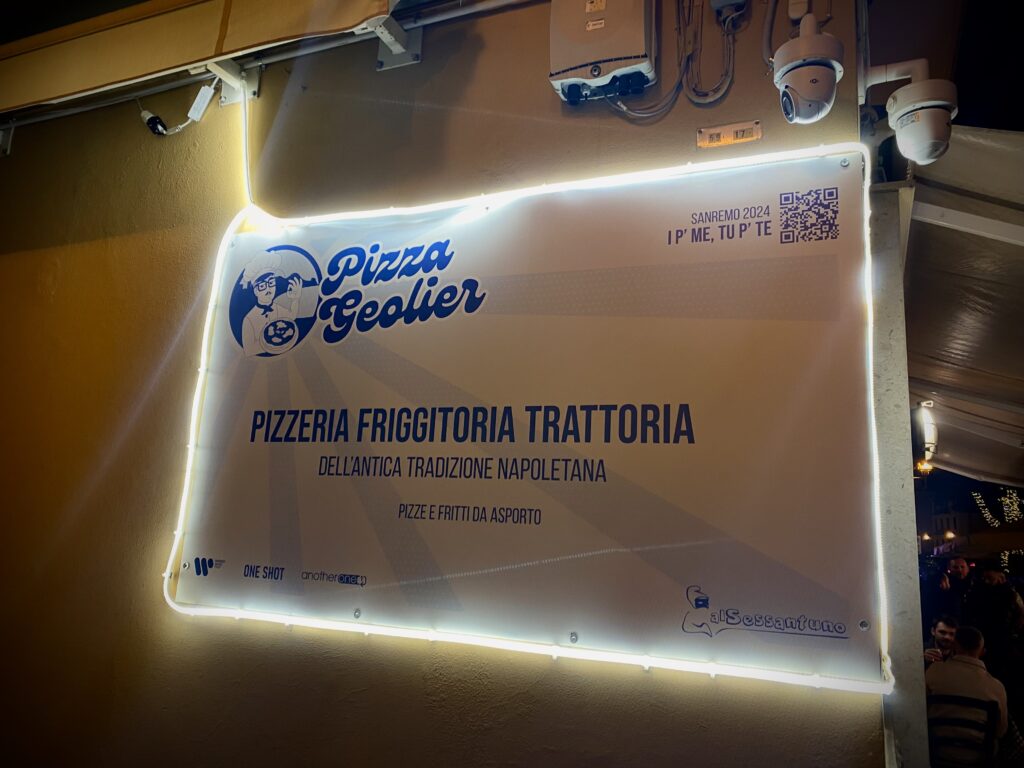 SANREMO 2024
I P' ME, TU P' TE
Pizza
Geolier
PIZZERIA FRIGGITORIA TRATTORIA
DELL'ANTICA TRADIZIONE NAPOLETANA
PIZZE E FRITTI DA ASPORTO
ONE SHOT
anotherone
alSessantuno